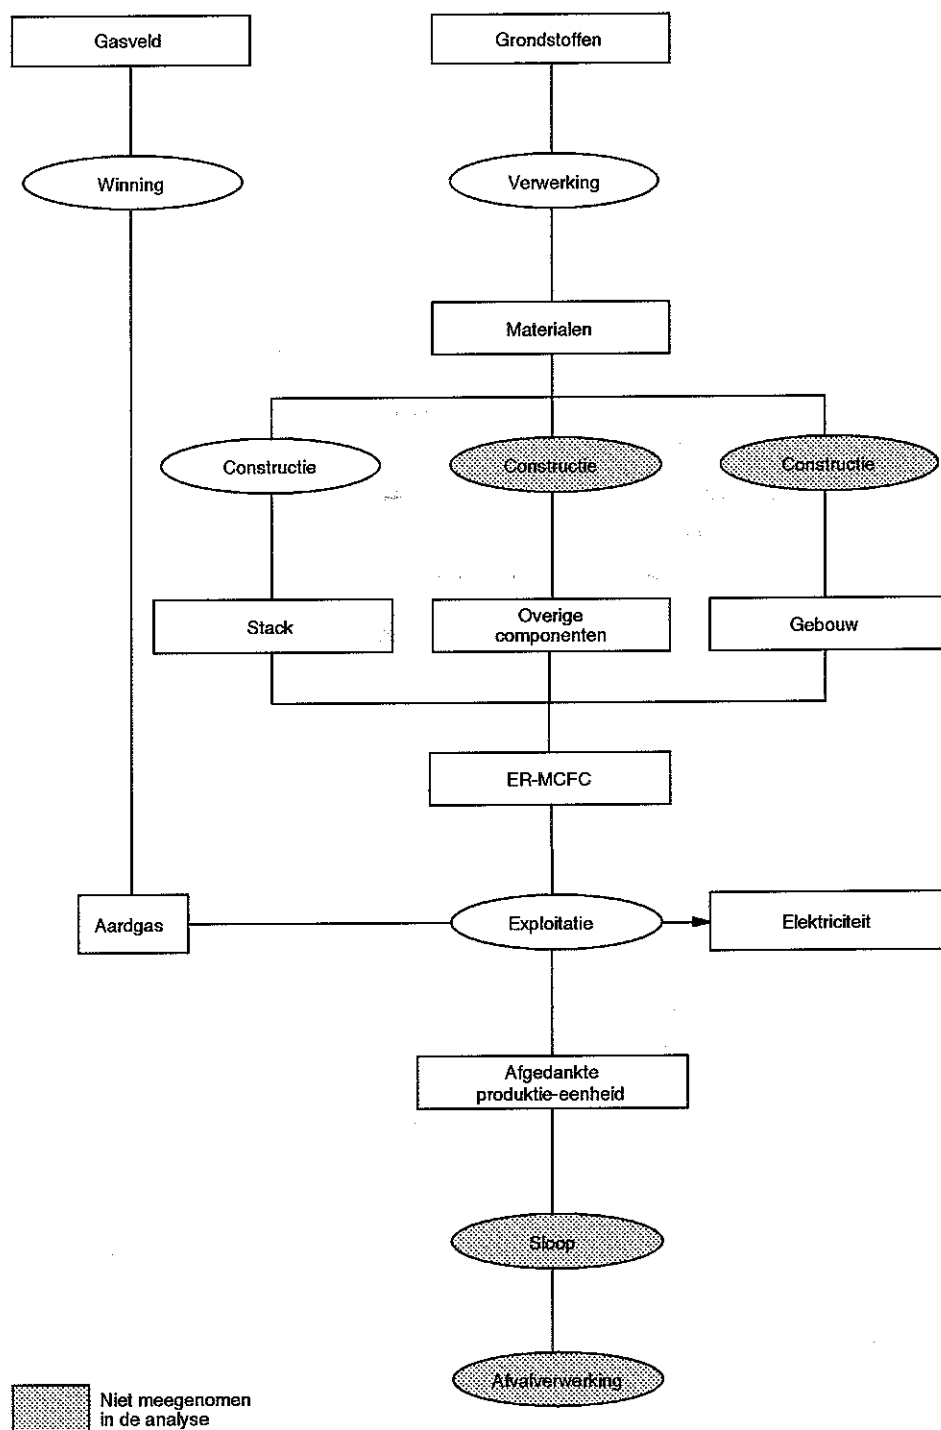 Gasveld
Grondstoffen
Winning
Verwerking
Materialen
Constructie
Constructie
Constructie
Stack
Overige
componenten
Gebouw
ER-MCFC
Aardgas
Exploitatie
Elektriciteit
Afgedankte
produktie-eenheid
Sloop
Afvalverwerking
Niet meegenomen
in de analyse